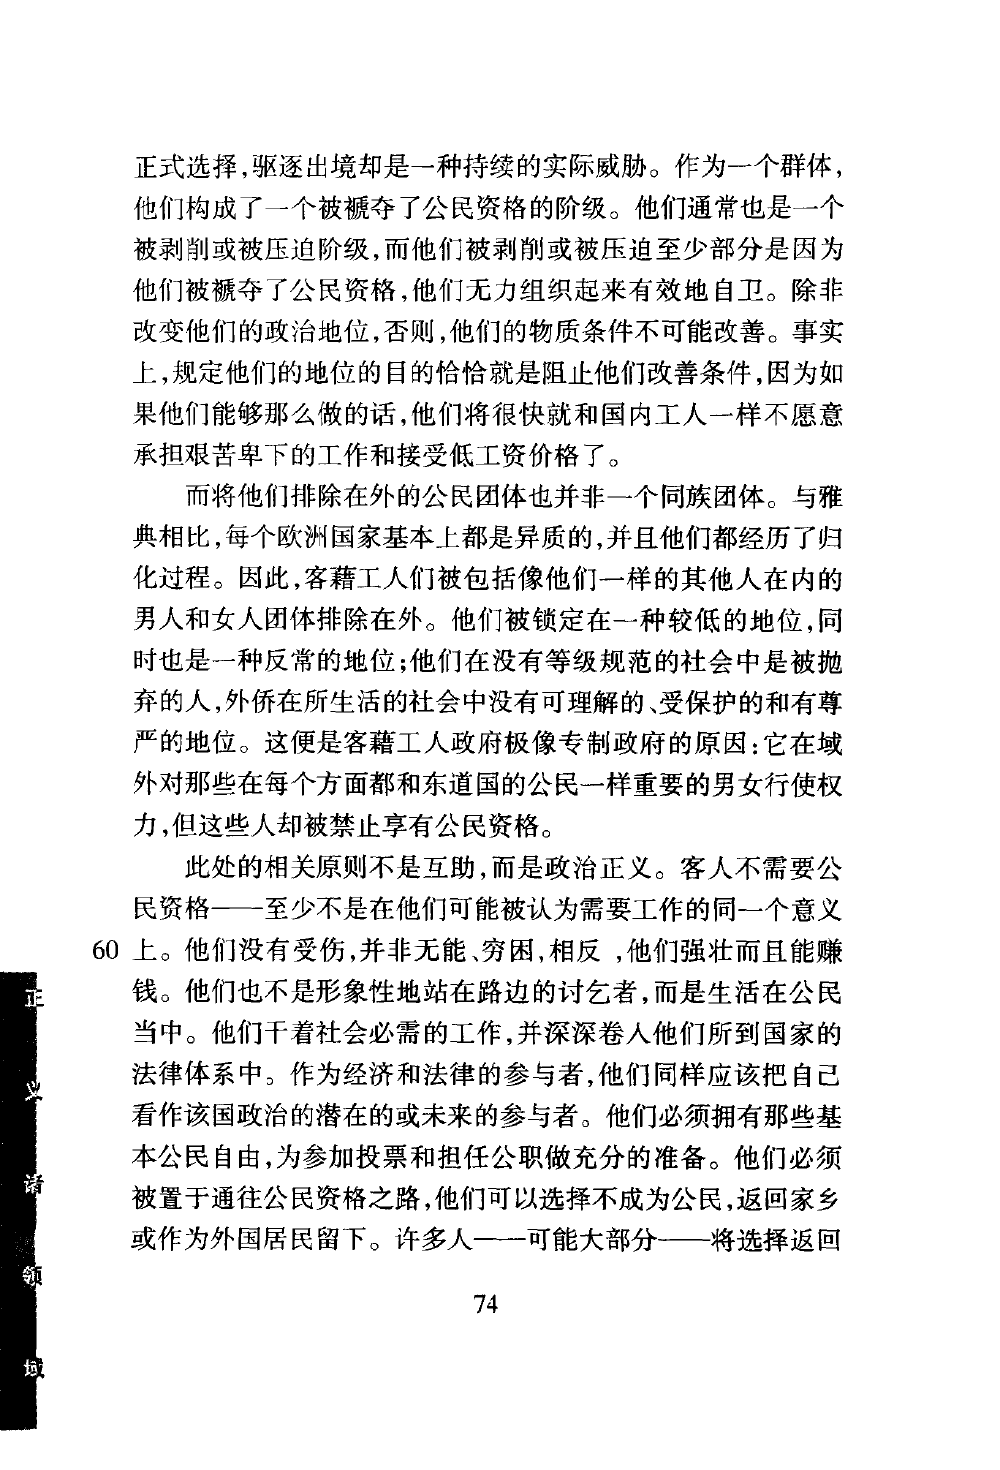 正式选择,驱逐出境却是一种持续的实际威胁。作为一个群体,
他们构成了一个被褫夺了公民资格的阶级。他们通常也是一个
被剥削或被压迫阶级,而他们被剥削或被压迫至少部分是因为
他们被褫夺了公民资格,他们无力组织起来有效地自卫。除非
改变他们的政治地位,否则,他们的物质条件不可能改善。事实
上,规定他们的地位的目的恰恰就是阻止他们改善条件,因为如
果他们能够那么做的话,他们将很快就和国内工人一样不愿意
承担艰苦卑下的工作和接受低工资价格了。
而将他们排除在外的公民团体也并非一个同族团体。与雅
典相比,每个欧洲国家基本上都是异质的,并且他们都经历了归
化过程。因此,客藉工人们被包括像他们一样的其他人在内的
男人和女人团体排除在外。他们被锁定在一种较低的地位,同
时也是一种反常的地位;他们在没有等级规范的社会中是被抛
弃的人,外侨在所生活的社会中没有可理解的、受保护的和有尊
严的地位。这便是客藉工人政府极像专制政府的原因:它在域
外对那些在每个方面都和东道国的公民一样重要的男女行使权
力,但这些人却被禁止享有公民资格。
此处的相关原则不是互助,而是政治正义。客人不需要公
民资格——至少不是在他们可能被认为需要工作的同一个意义
60 上。他们没有受伤,并非无能、穷困,相反 ,他们强壮而且能赚
钱。他们也不是形象性地站在路边的讨乞者,而是生活在公民
当中。他们干着社会必需的工作,并深深卷人他们所到国家的
法律体系中。作为经济和法律的参与者,他们同样应该把自己
看作该国政治的潜在的或未来的参与者。他们必须拥有那些基
本公民自由,为参加投票和担任公职做充分的准备。他们必须
被置于通往公民资格之路,他们可以选择不成为公民,返回家乡
或作为外国居民留下。许多人——可能大部分——将选择返回
74
正义诸领域